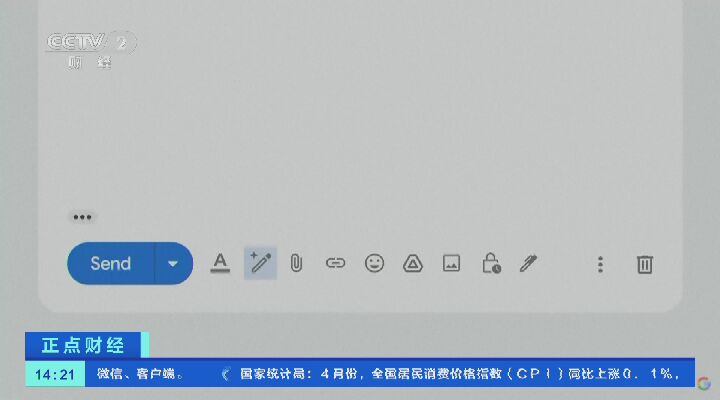 CCTV 2
财经
Send
正点财经
14:21 微信、客户端。 国家统计局：4月份，全国居民消费价格指数（CPI）同比上涨0.1%，